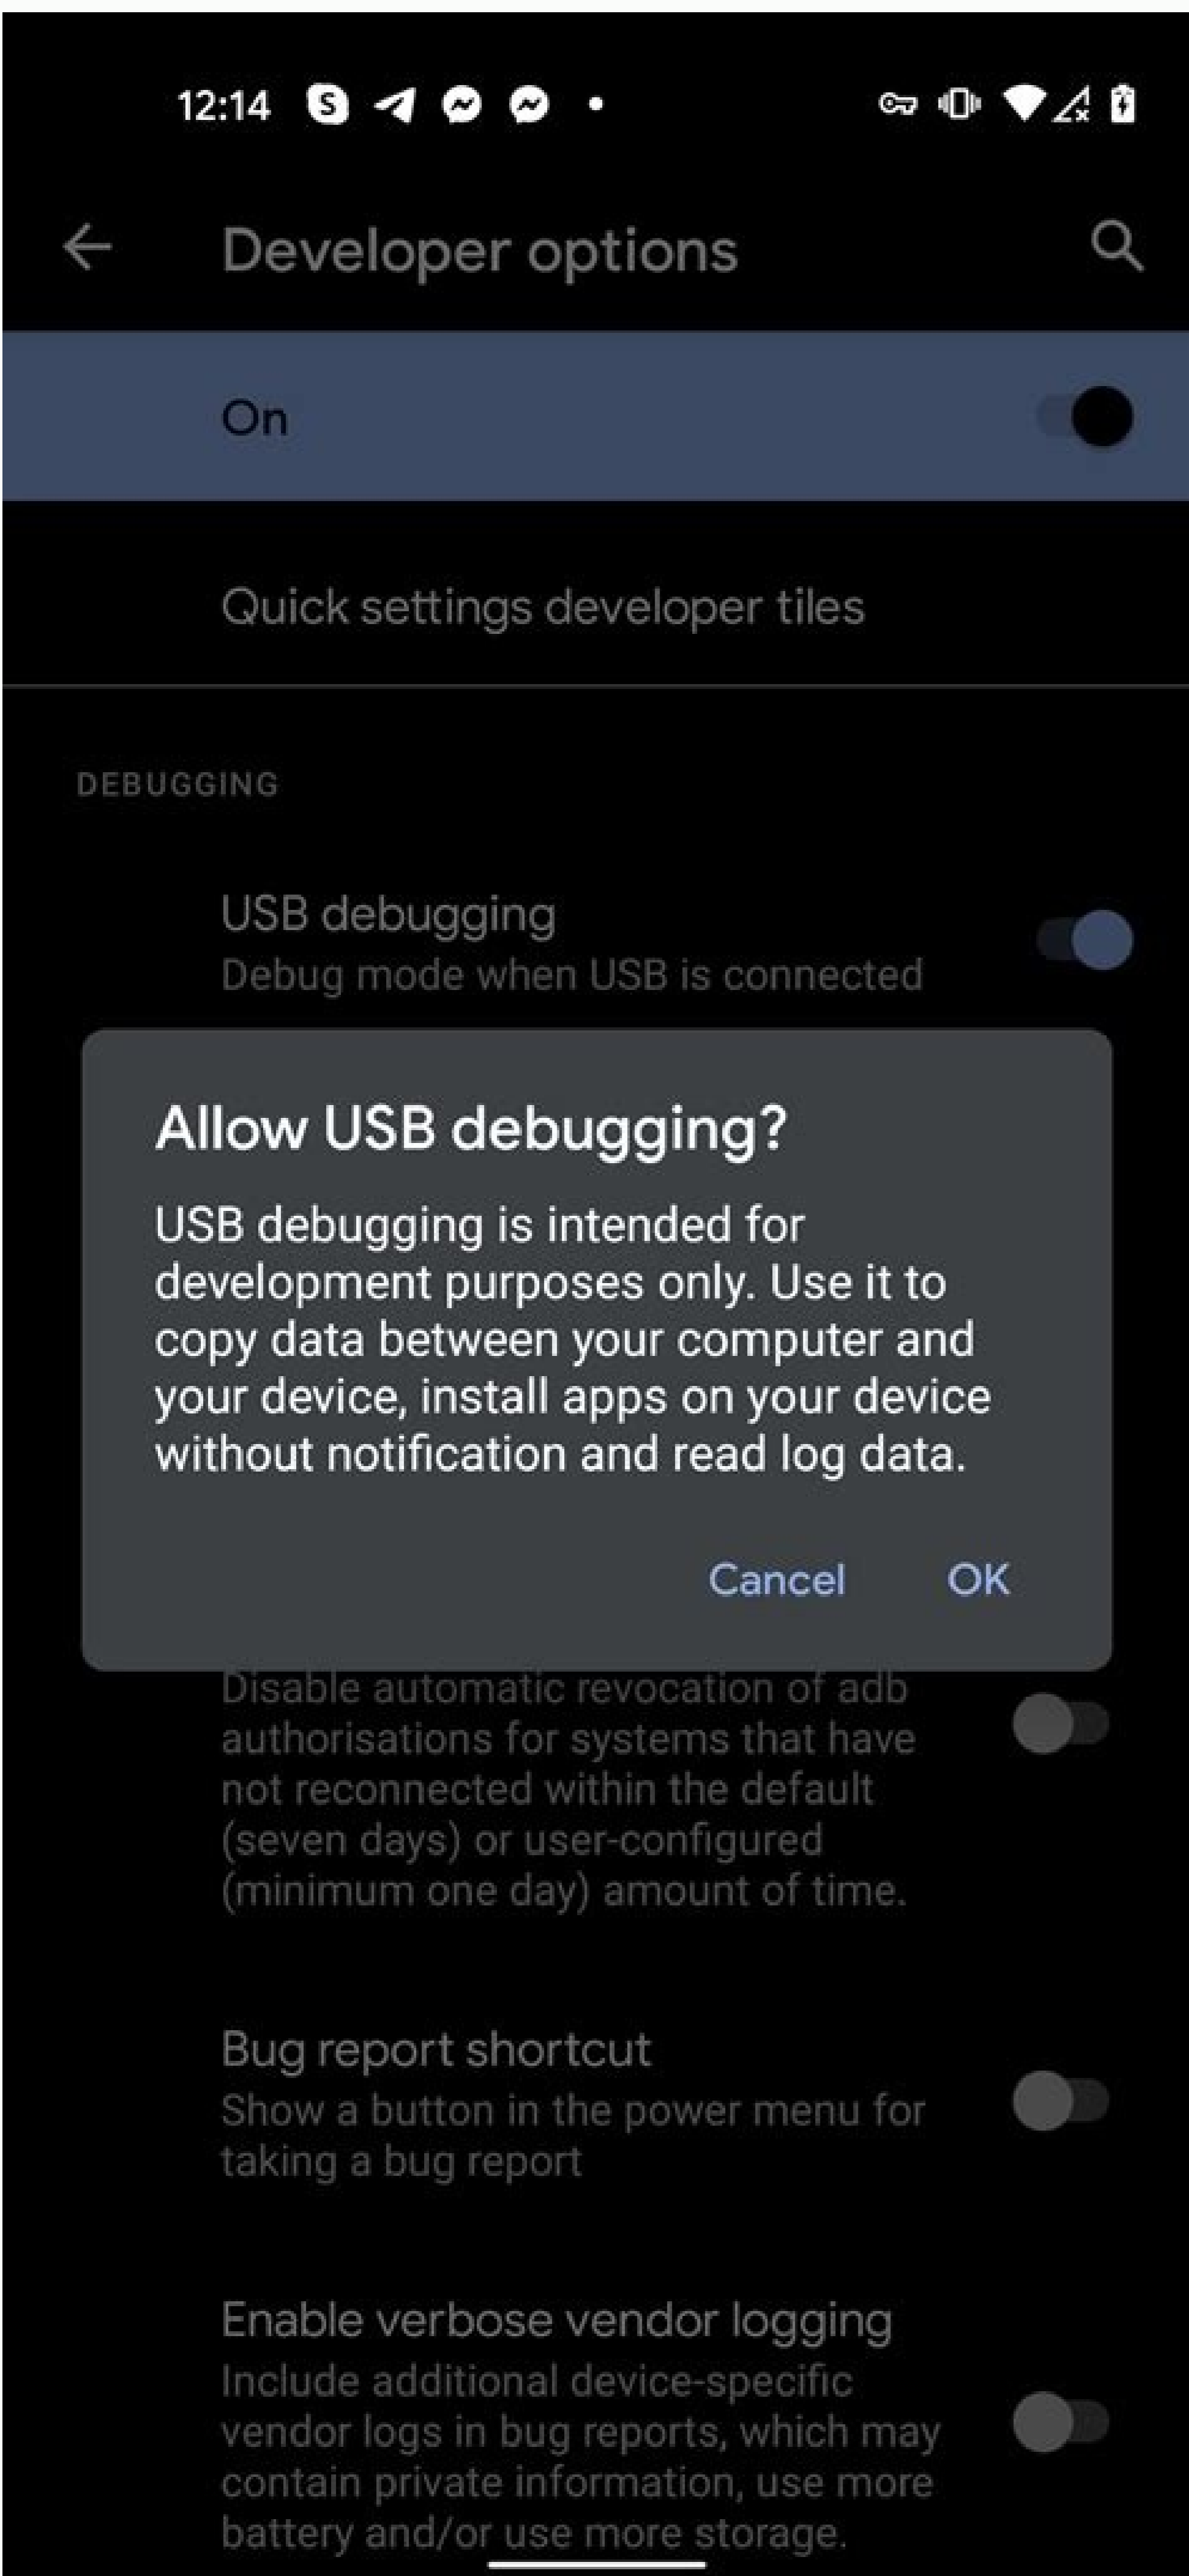 12:14
Developer options
On
Quick settings developer tiles
DEBUGGING
USB debugging
Debug mode when USB is connected
Allow USB debugging?
USB debugging is intended for
development purposes only. Use it to
copy data between your computer and
your device, install apps on your device
without notification and read log data.
Cancel OK
Disable automatic revocation of adb
authorisations for systems that have
not reconnected within the default
(seven days) or user-configured
(minimum one day) amount of time.
Bug report shortcut
Show a button in the power menu for
taking a bug report
Enable verbose vendor logging
Include additional device-specific
vendor logs in bug reports, which may
contain private information, use more
battery and/or use more storage.